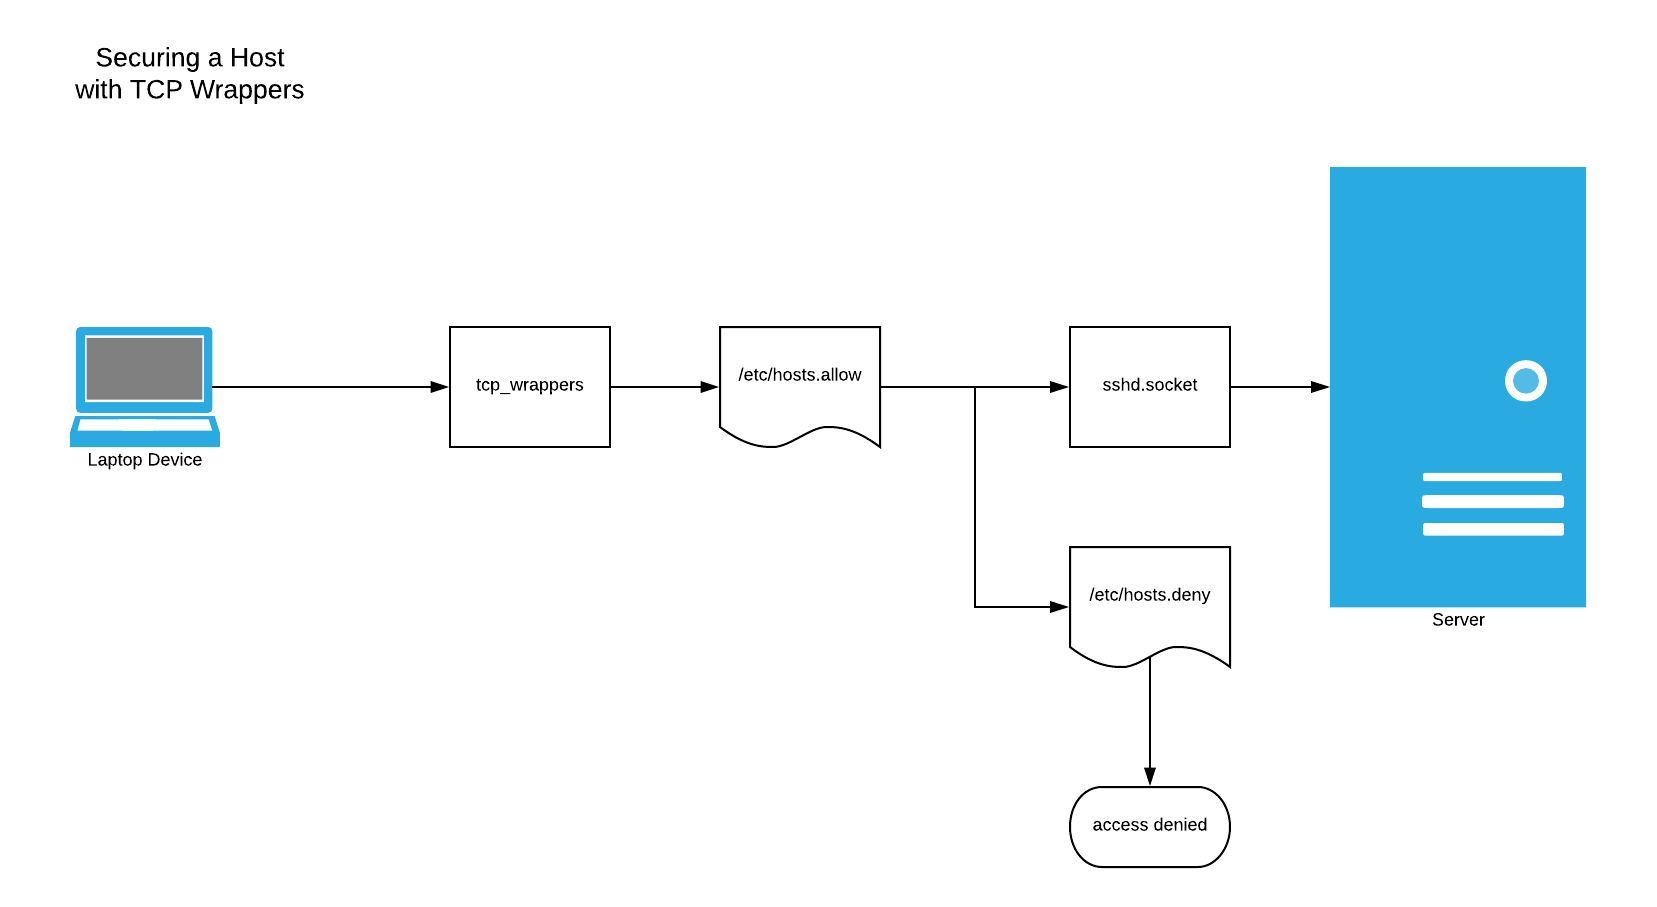 Securing a Host
with TCP Wrappers
tcp_wrappers
/etc/hosts.allow
sshd.socket
Laptop Device
/etc/hosts.deny
Server
access denied